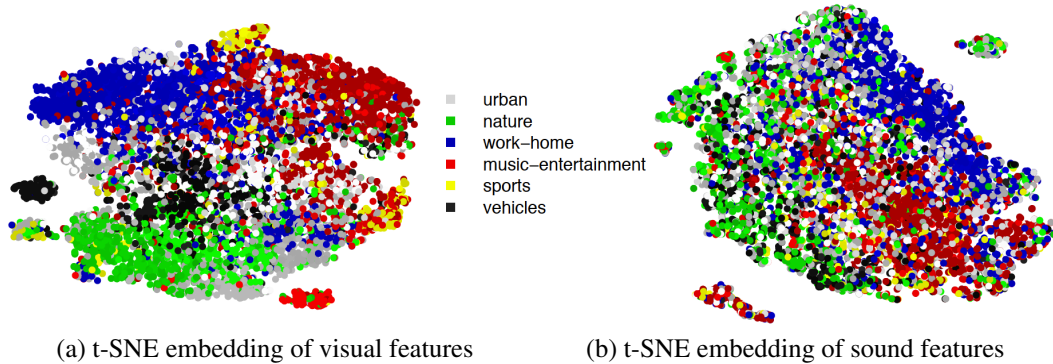 urban
nature
work-home
music-entertainment
sports
vehicles
(a) t-SNE embedding of visual features
(b) t-SNE embedding of sound features